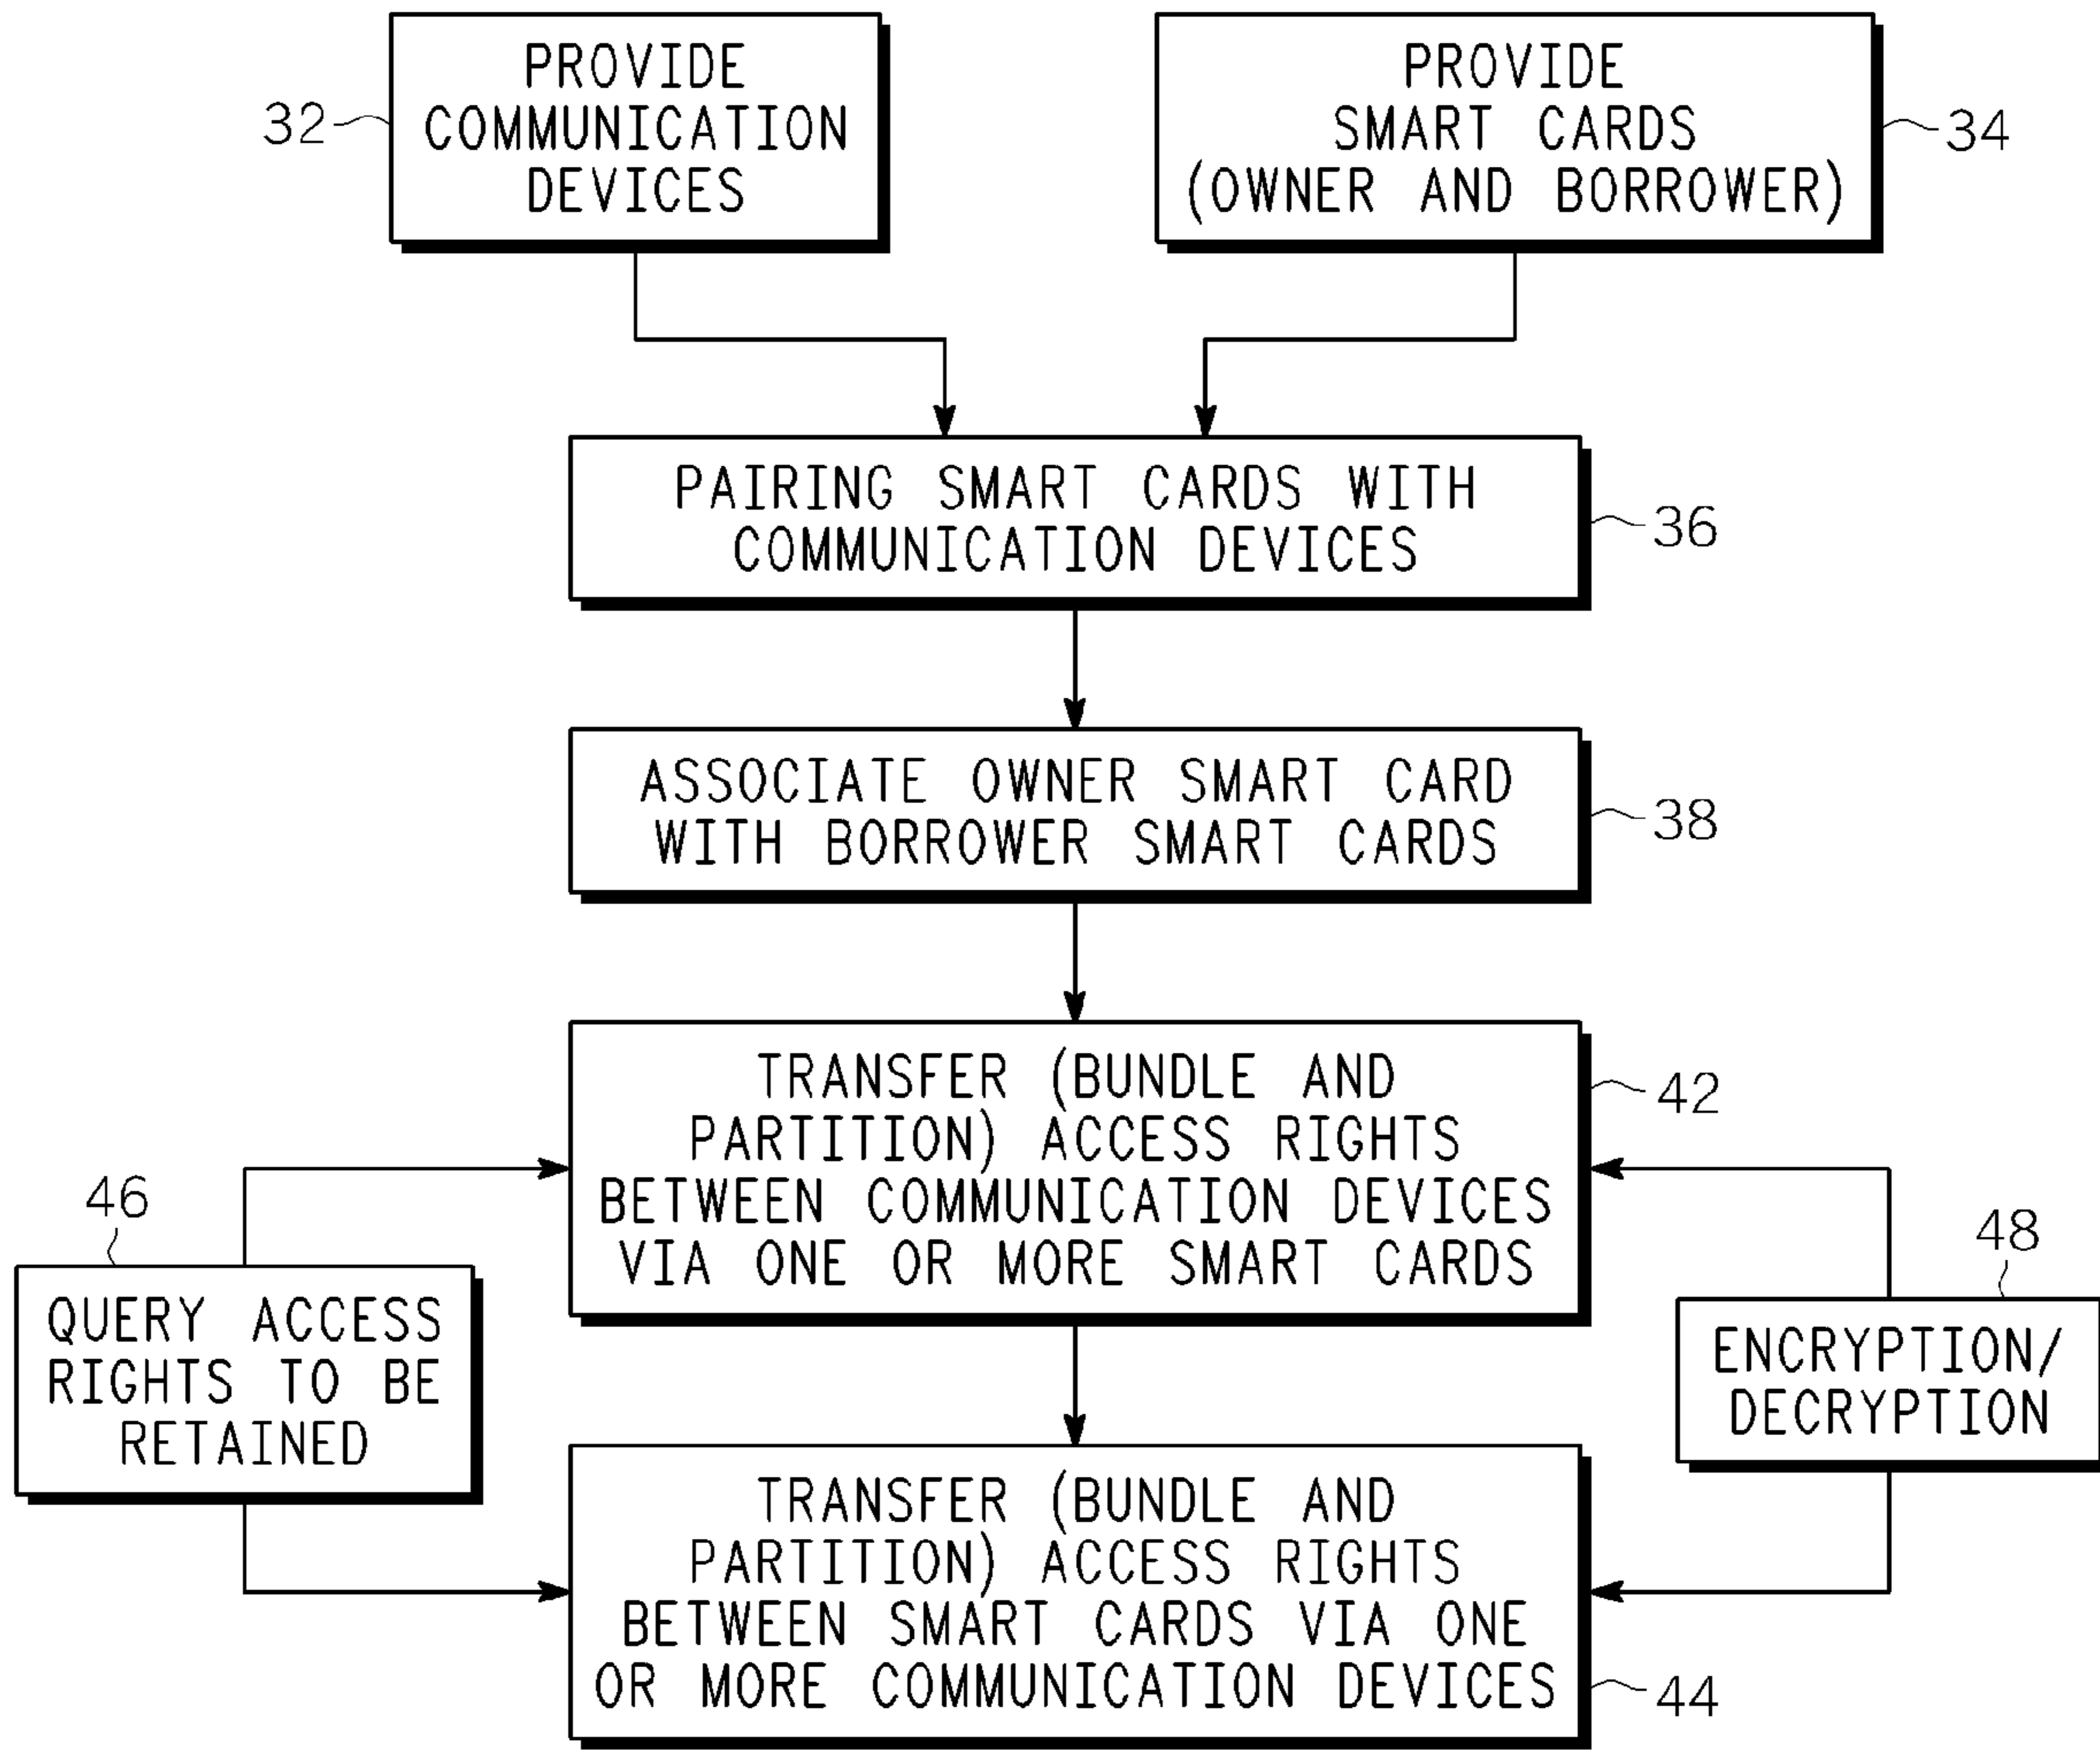 PROVIDE
COMMUNICATION
DEVICES
32
PROVIDE
SMART CARDS
(OWNER AND BORROWER)
34
PAIRING SMART CARDS WITH
COMMUNICATION DEVICES
36
ASSOCIATE OWNER SMART CARD
WITH BORROWER SMART CARDS
38
TRANSFER (BUNDLE AND
PARTITION) ACCESS RIGHTS
BETWEEN COMMUNICATION DEVICES
VIA ONE OR MORE SMART CARDS
42
46
QUERY ACCESS
RIGHTS TO BE
RETAINED
48
ENCRYPTION/
DECRYPTION
TRANSFER (BUNDLE AND
PARTITION) ACCESS RIGHTS
BETWEEN SMART CARDS VIA ONE
OR MORE COMMUNICATION DEVICES
44